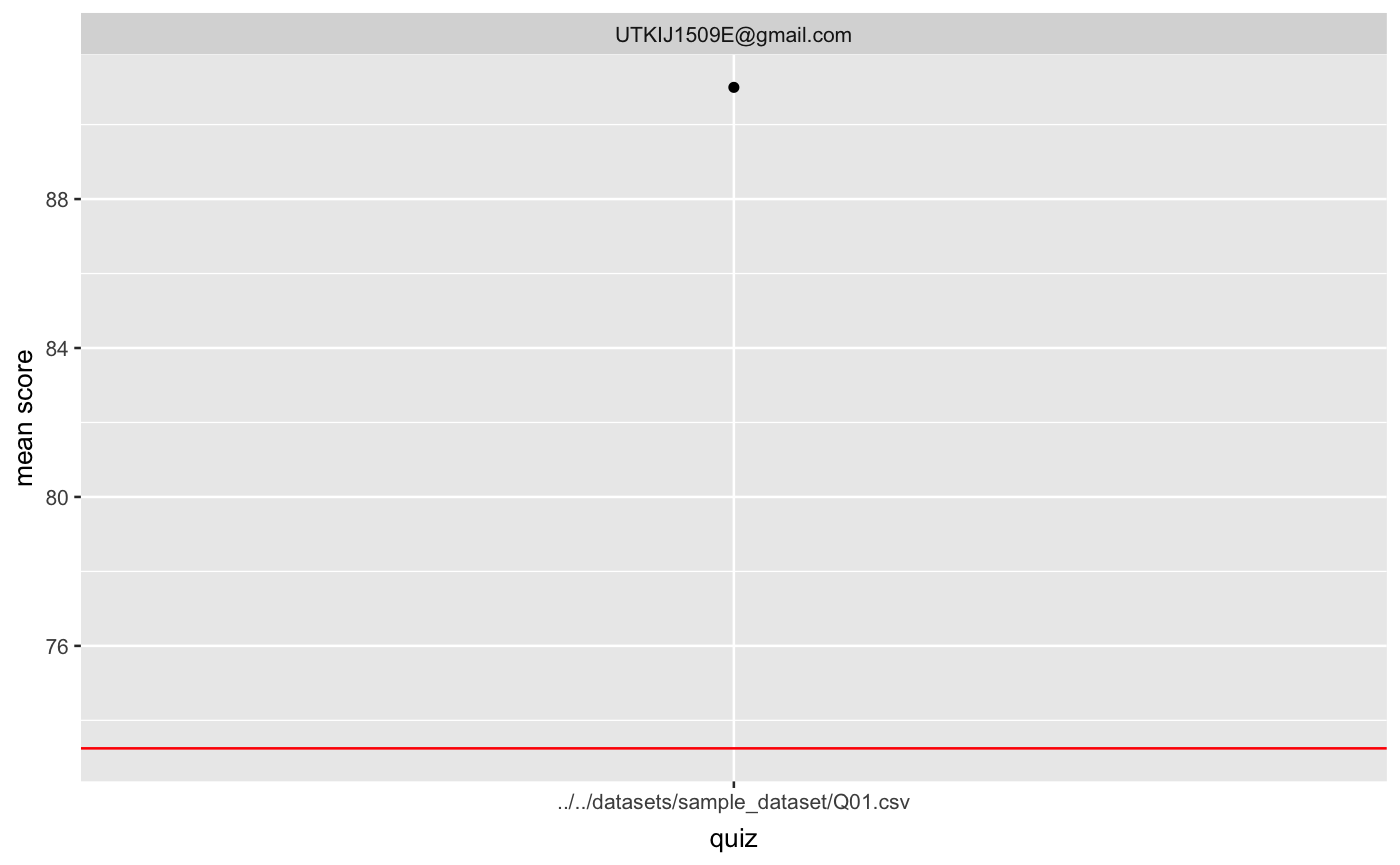 UTKIJ1509E@gmail.com
88
84
80
76
mean score
../../datasets/sample_dataset/Q01.csv
quiz